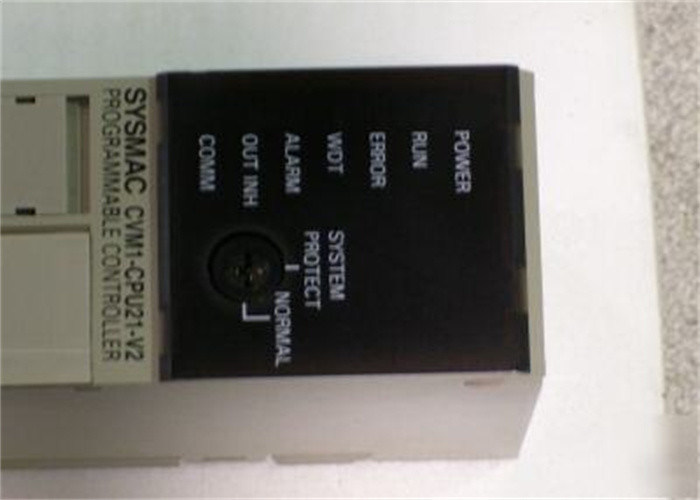 POWER
RUN
ERROR
WDT
ALARM
OUT INH
COMM
SYSTEM
PROTECT
NORMAL
SYSMAC CVM1-CPU21-V2
PROGRAMMABLE CONTROLLER